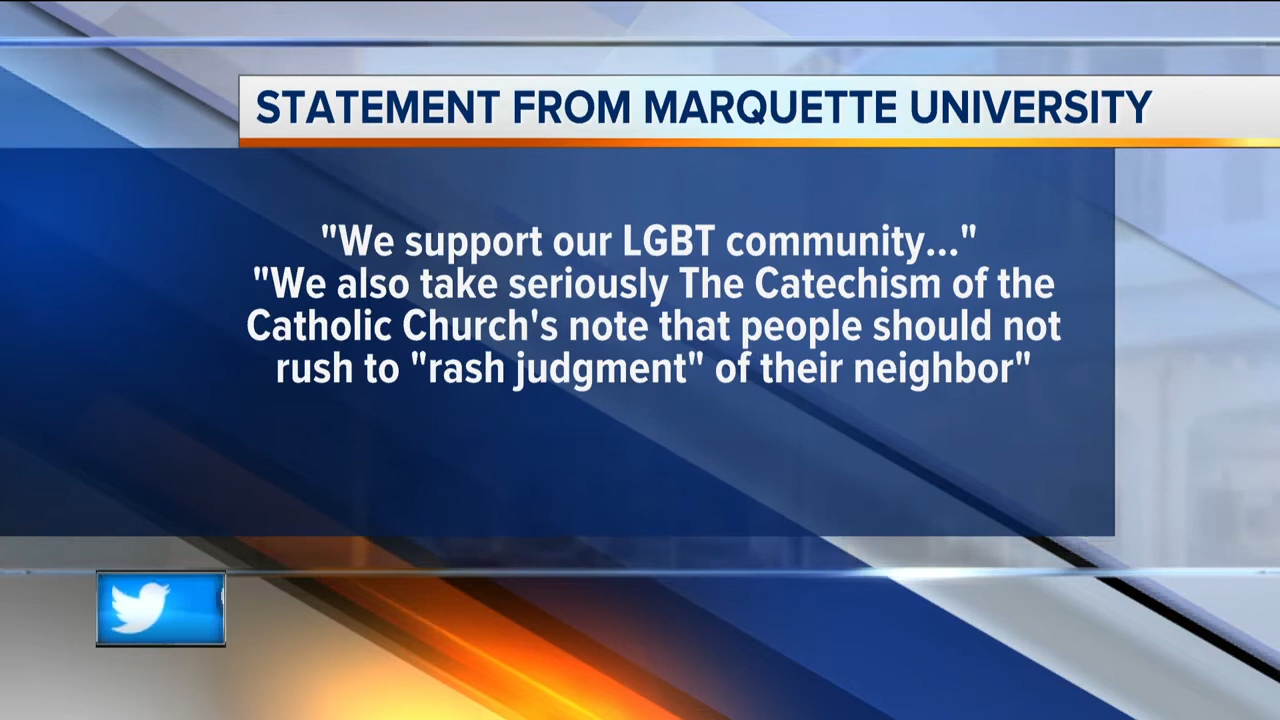 STATEMENT FROM MARQUETTE UNIVERSITY
"We support our LGBT community..."
"We also take seriously The Catechism of the
Catholic Church's note that people should not
rush to "rash judgment" of their neighbor"